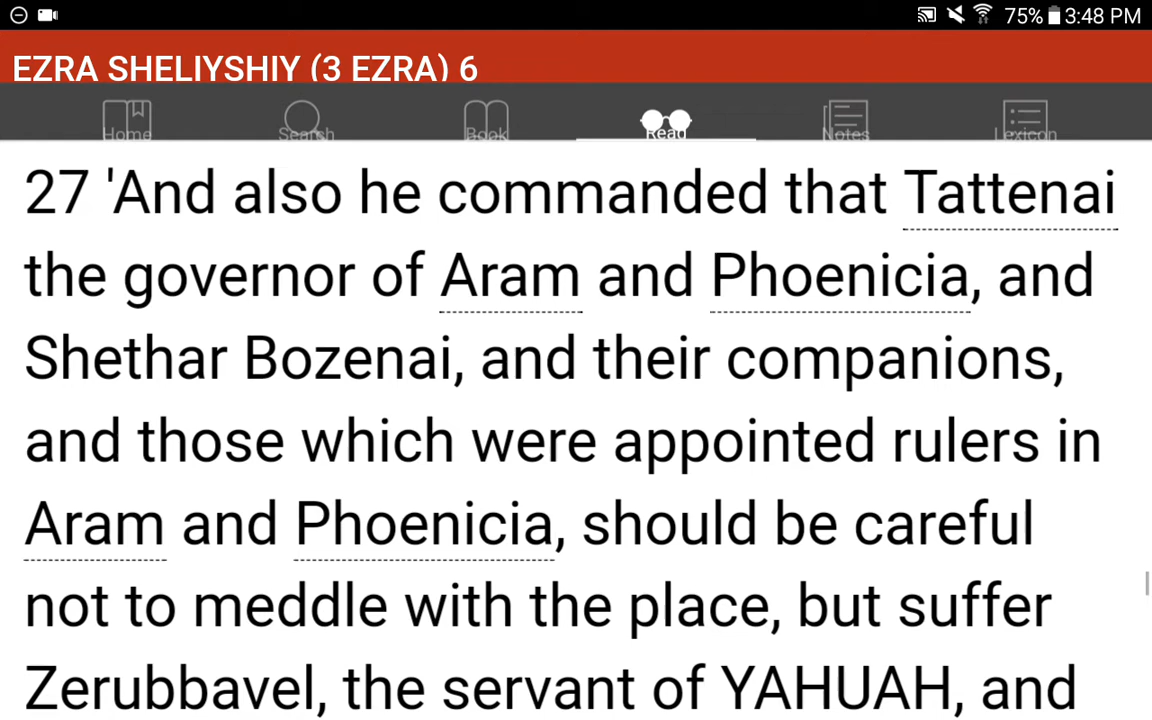 75% 3:48 PM
EZRA SHELIYSHIY (3 EZRA) 6
Home Search Book Read Notes Lexicon
27 'And also he commanded that Tattenai
the governor of Aram and Phoenicia, and
Shethar Bozenai, and their companions,
and those which were appointed rulers in
Aram and Phoenicia, should be careful
not to meddle with the place, but suffer
Zerubbavel, the servant of YAHUAH, and